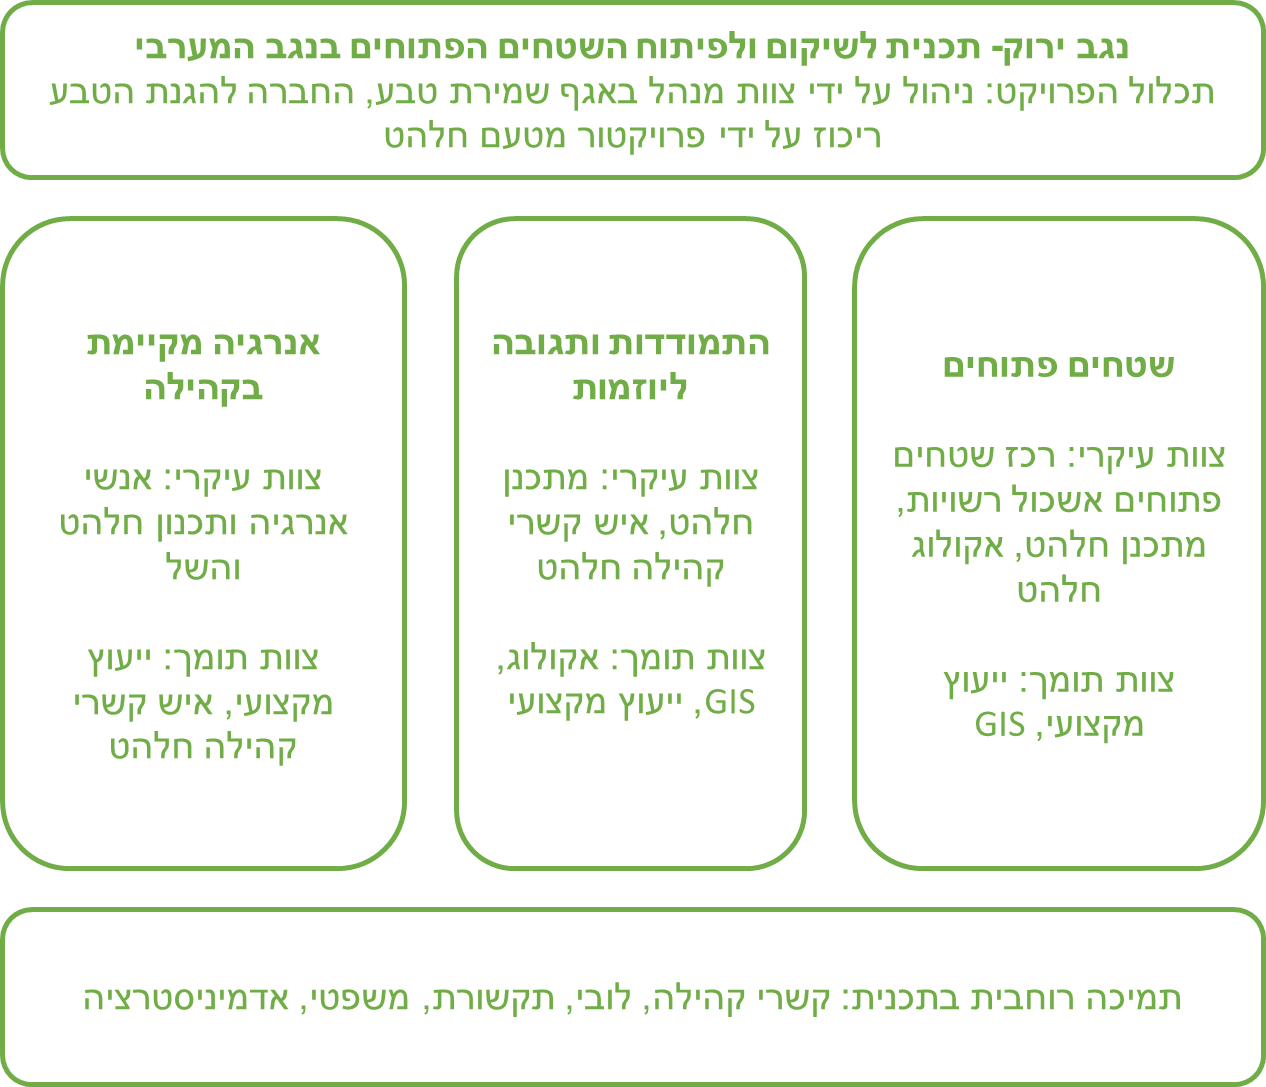 נגב ירוק- תכנית לשיקום ולפיתוח השטחים הפתוחים בנגב המערבי
תכלול הפרויקט: ניהול על ידי צוות מנהל באגף שמירת טבע, החברה להגנת הטבע
ריכוז על ידי פרויקטור מטעם חלהט
שטחים פתוחים
צוות עיקרי: רכז שטחים
פתוחים אשכול רשויות,
מתכנן חלהט, אקולוג
חלהט
צוות תומך: ייעוץ
מקצועי, GIS
התמודדות ותגובה
ליוזמות
צוות עיקרי: מתכנן
חלהט, איש קשרי
קהילה חלהט
צוות תומך: אקולוג,
GIS, ייעוץ מקצועי
אנרגיה מקיימת
בקהילה
צוות עיקרי: אנשי
אנרגיה ותכנון חלהט
והשל
צוות תומך: ייעוץ
מקצועי, איש קשרי
קהילה חלהט
תמיכה רוחבית בתכנית: קשרי קהילה, לובי, תקשורת, משפטי, אדמיניסטרציה